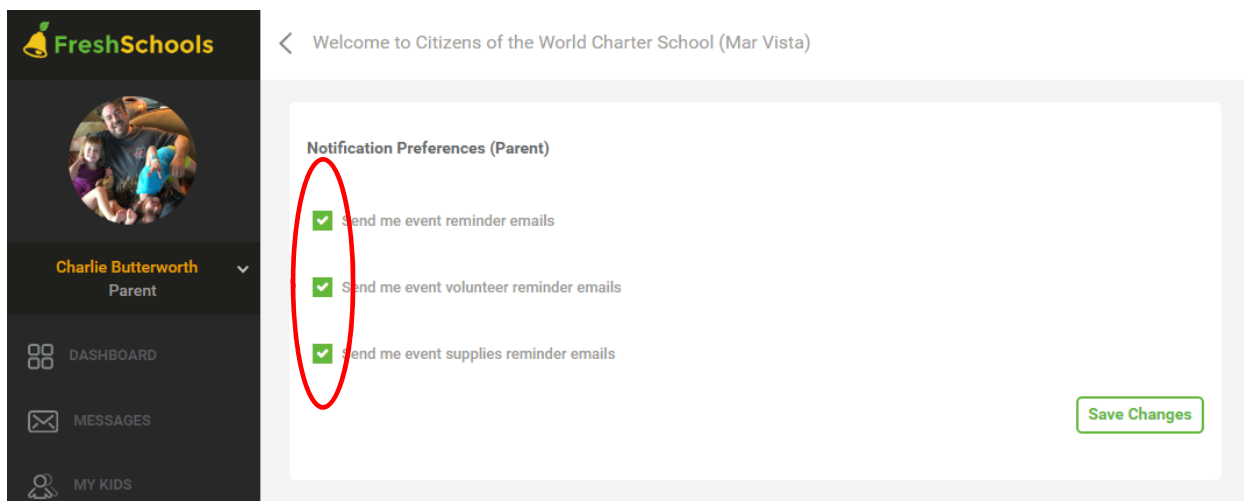 FreshSchools
Welcome to Citizens of the World Charter School (Mar Vista)
Charlie Butterworth
Parent
DASHBOARD
MESSAGES
MY KIDS
Notification Preferences (Parent)
Send me event reminder emails
Send me event volunteer reminder emails
Send me event supplies reminder emails
Save Changes